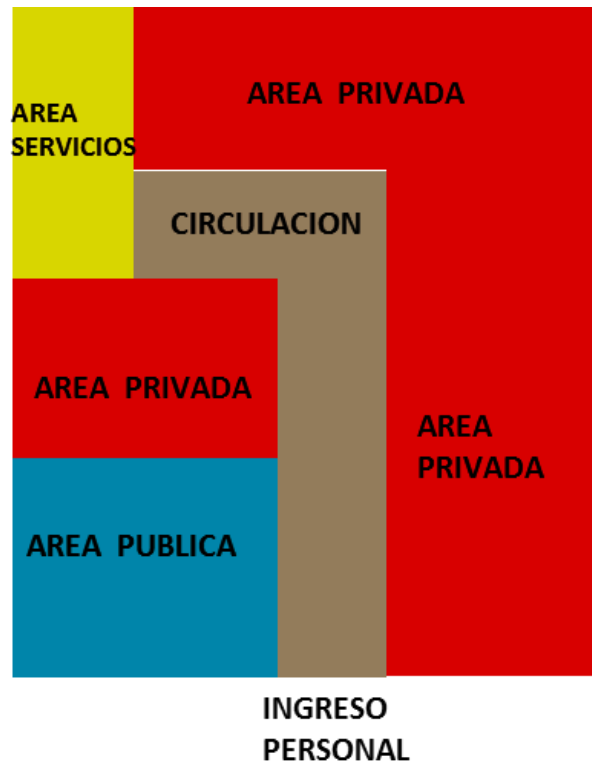 AREA PRIVADA
AREA
SERVICIOS
CIRCULACION
AREA PRIVADA
AREA
PRIVADA
AREA PUBLICA
INGRESO
PERSONAL